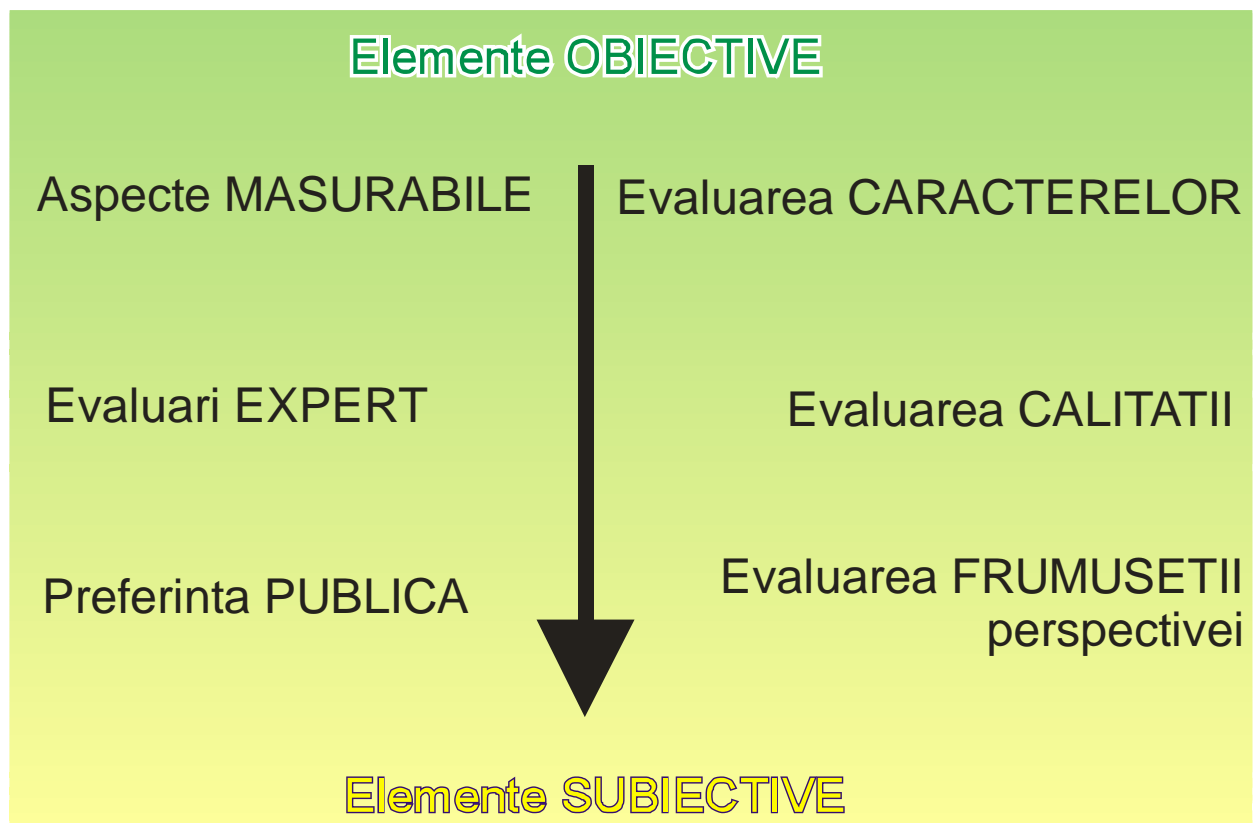 Elemente OBIECTIVE
Aspecte MASURABILE
Evaluarea CARACTERELOR
Evaluari EXPERT
Evaluarea CALITATII
Preferinta PUBLICA
Evaluarea FRUMUSETII
perspectivei
Elemente SUBIECTIVE